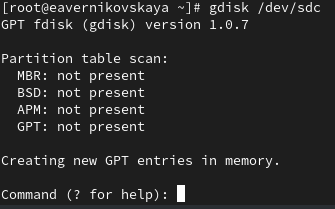 [root@eavernikovskaya ~]# gdisk /dev/sdc
GPT fdisk (gdisk) version 1.0.7
Partition table scan:
MBR: not present
BSD: not present
APM: not present
GPT: not present
Creating new GPT entries in memory.
Command (? for help):